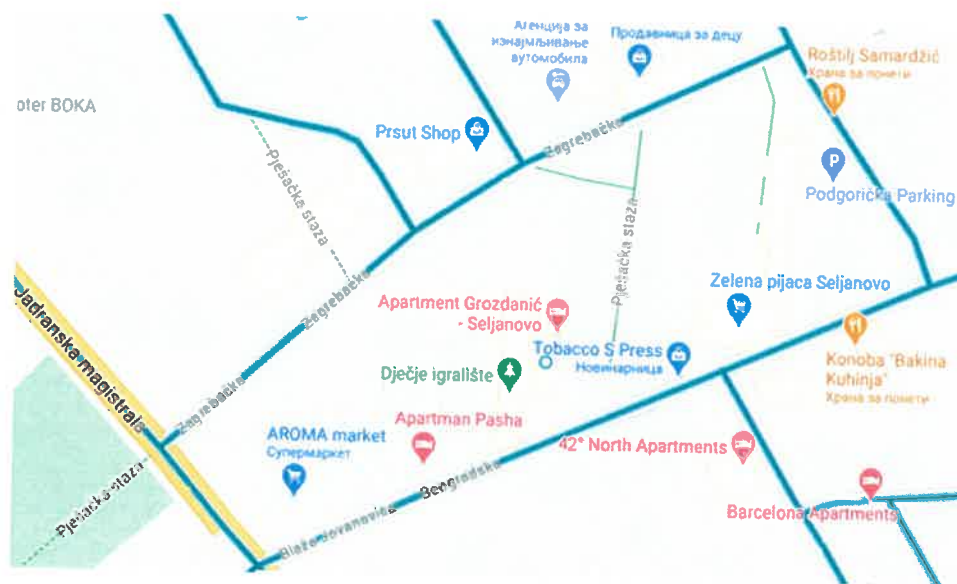 Агенција за
изнајмљивање
аутомобила
Продавница за децу
Roštilj Samardžić
Храна за понети
oter BOKA
Prsut Shop
Zagrebačka
Pješačka staza
P
Podgorička Parking
Pješačka staza
Zelena pijaca Seljanovo
Jadranska magistrala
Zagrebačka
Apartment Grozdanić
- Seljanovo
Tobacco S Press
Новинарница
Konoba "Bakina
Kuhinja"
Храна за понети
Dječje igralište
Zagrebačka
Apartman Pasha
AROMA market
Супермаркет
42° North Apartments
Pješačka staza
Beogradska
Barcelona Apartments
Blaža Jovanovića